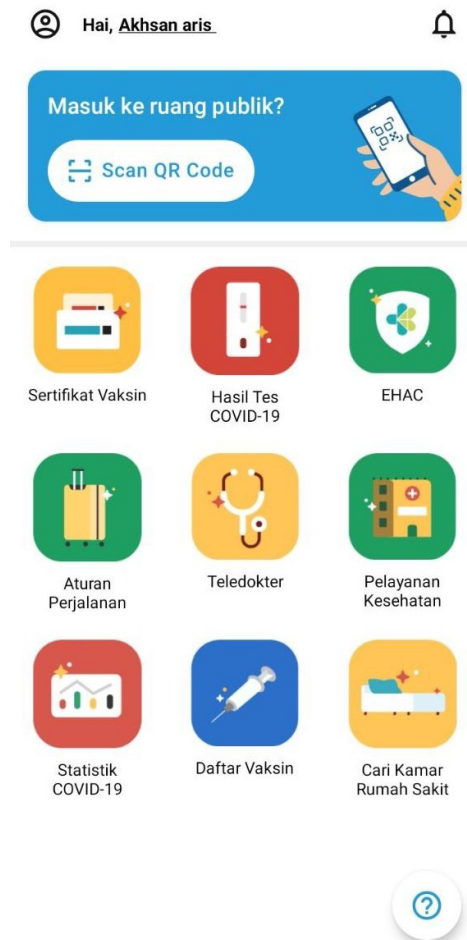 Hai, Akhsan aris
Masuk ke ruang publik?
Scan QR Code
Sertifikat Vaksin
Hasil Tes
COVID-19
EHAC
Aturan
Perjalanan
Teledokter
Pelayanan
Kesehatan
Statistik
COVID-19
Daftar Vaksin
Cari Kamar
Rumah Sakit
?